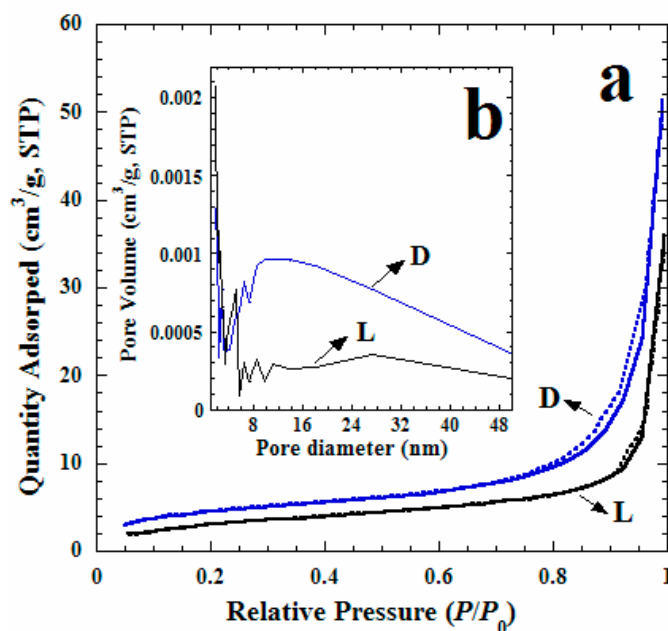 60
50
40
30
20
10
0
Quantity Adsorped (cm³/g, STP)
a
b
0.002
0.0015
0.001
0.0005
0
Pore Volume (cm³/g, STP)
D
L
8 16 24 32 40 48
Pore diameter (nm)
D
L
0 0.2 0.4 0.6 0.8 1
Relative Pressure (P/P₀)